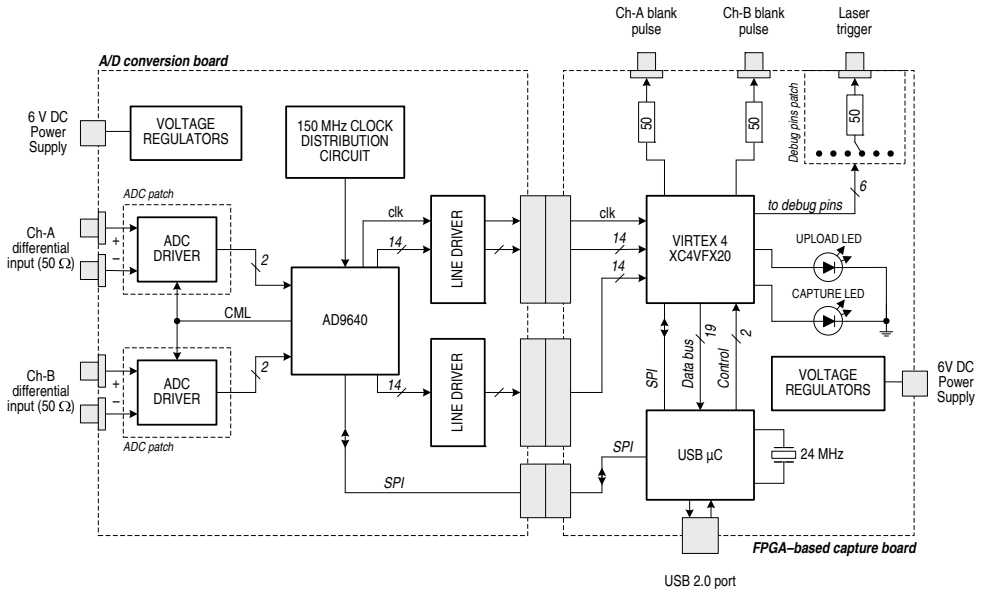 Ch-A blank
pulse
Ch-B blank
pulse
Laser
trigger
A/D conversion board
6 V DC
Power
Supply
VOLTAGE
REGULATORS
150 MHz CLOCK
DISTRIBUTION
CIRCUIT
50
50
50
Debug pins patch
ADC patch
Ch-A
differential
input (50 Ω)
+
−
ADC
DRIVER
2
clk
14
LINE DRIVER
clk
14
14
VIRTEX 4
XC4VFX20
to debug pins
6
UPLOAD LED
CAPTURE LED
CML
AD9640
Ch-B
differential
input (50 Ω)
+
−
ADC
DRIVER
2
ADC patch
14
LINE DRIVER
SPI
Data bus
19
Control
2
VOLTAGE
REGULATORS
6V DC
Power
Supply
SPI
SPI
USB µC
24 MHz
FPGA–based capture board
USB 2.0 port